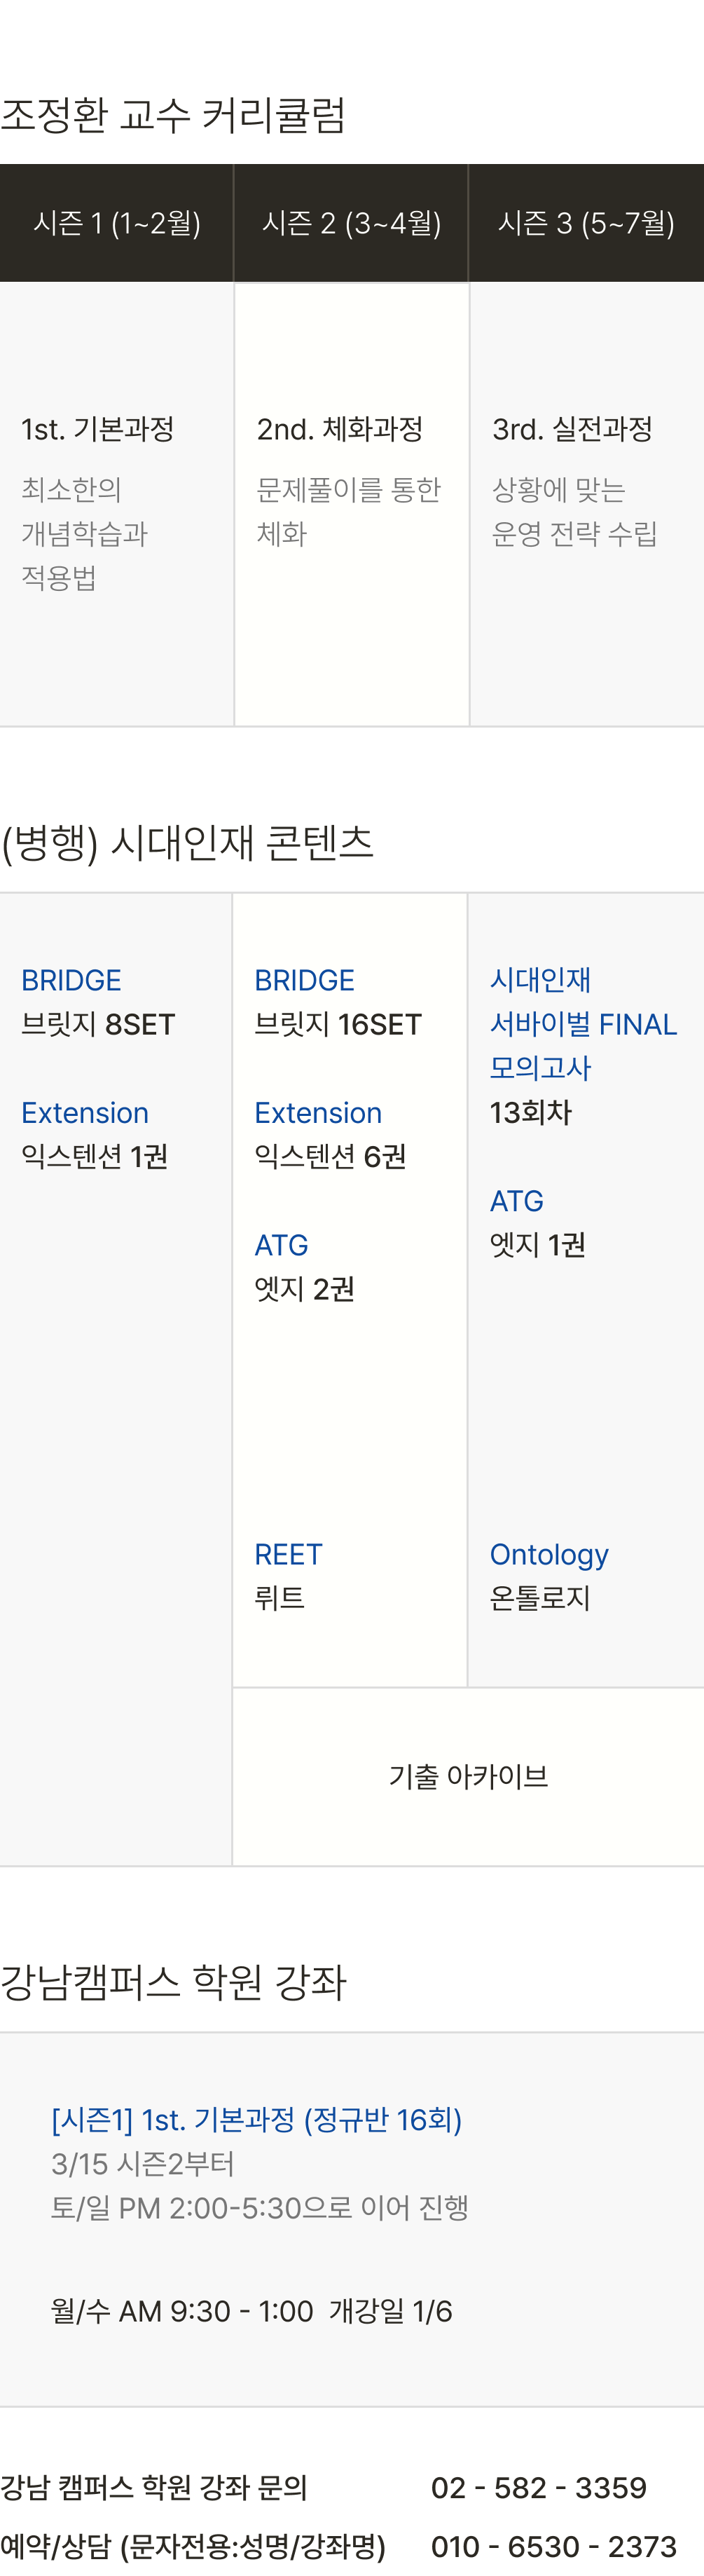 조정환 교수 커리큘럼
시즌 1 (1~2월)
시즌 2 (3~4월)
시즌 3 (5~7월)
1st. 기본과정
최소한의
개념학습과
적용법
2nd. 체화과정
문제풀이를 통한
체화
3rd. 실전과정
상황에 맞는
운영 전략 수립
(병행) 시대인재 콘텐츠
BRIDGE
브릿지 8SET
Extension
익스텐션 1권
BRIDGE
브릿지 16SET
Extension
익스텐션 6권
ATG
엣지 2권
REET
뤼트
시대인재
서바이벌 FINAL
모의고사
13회차
ATG
엣지 1권
Ontology
온톨로지
기출 아카이브
강남캠퍼스 학원 강좌
[시즌1] 1st. 기본과정 (정규반 16회)
3/15 시즌2부터
토/일 PM 2:00-5:30으로 이어 진행
월/수 AM 9:30 - 1:00 개강일 1/6
강남 캠퍼스 학원 강좌 문의 02 - 582 - 3359
예약/상담 (문자전용:성명/강좌명) 010 - 6530 - 2373